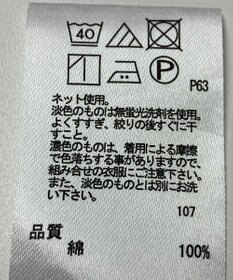 40
P
P63
ネット使用。
淡色のものは無蛍光洗剤を使用。
よくすすぎ、絞りの後すぐに干
すこと。
濃色のものは、着用による摩擦
で色落ちする事がありますので、
組み合せの衣服にご注意下さい。
また、淡色のものとは別にお洗
い下さい。
107
品質
綿 100%